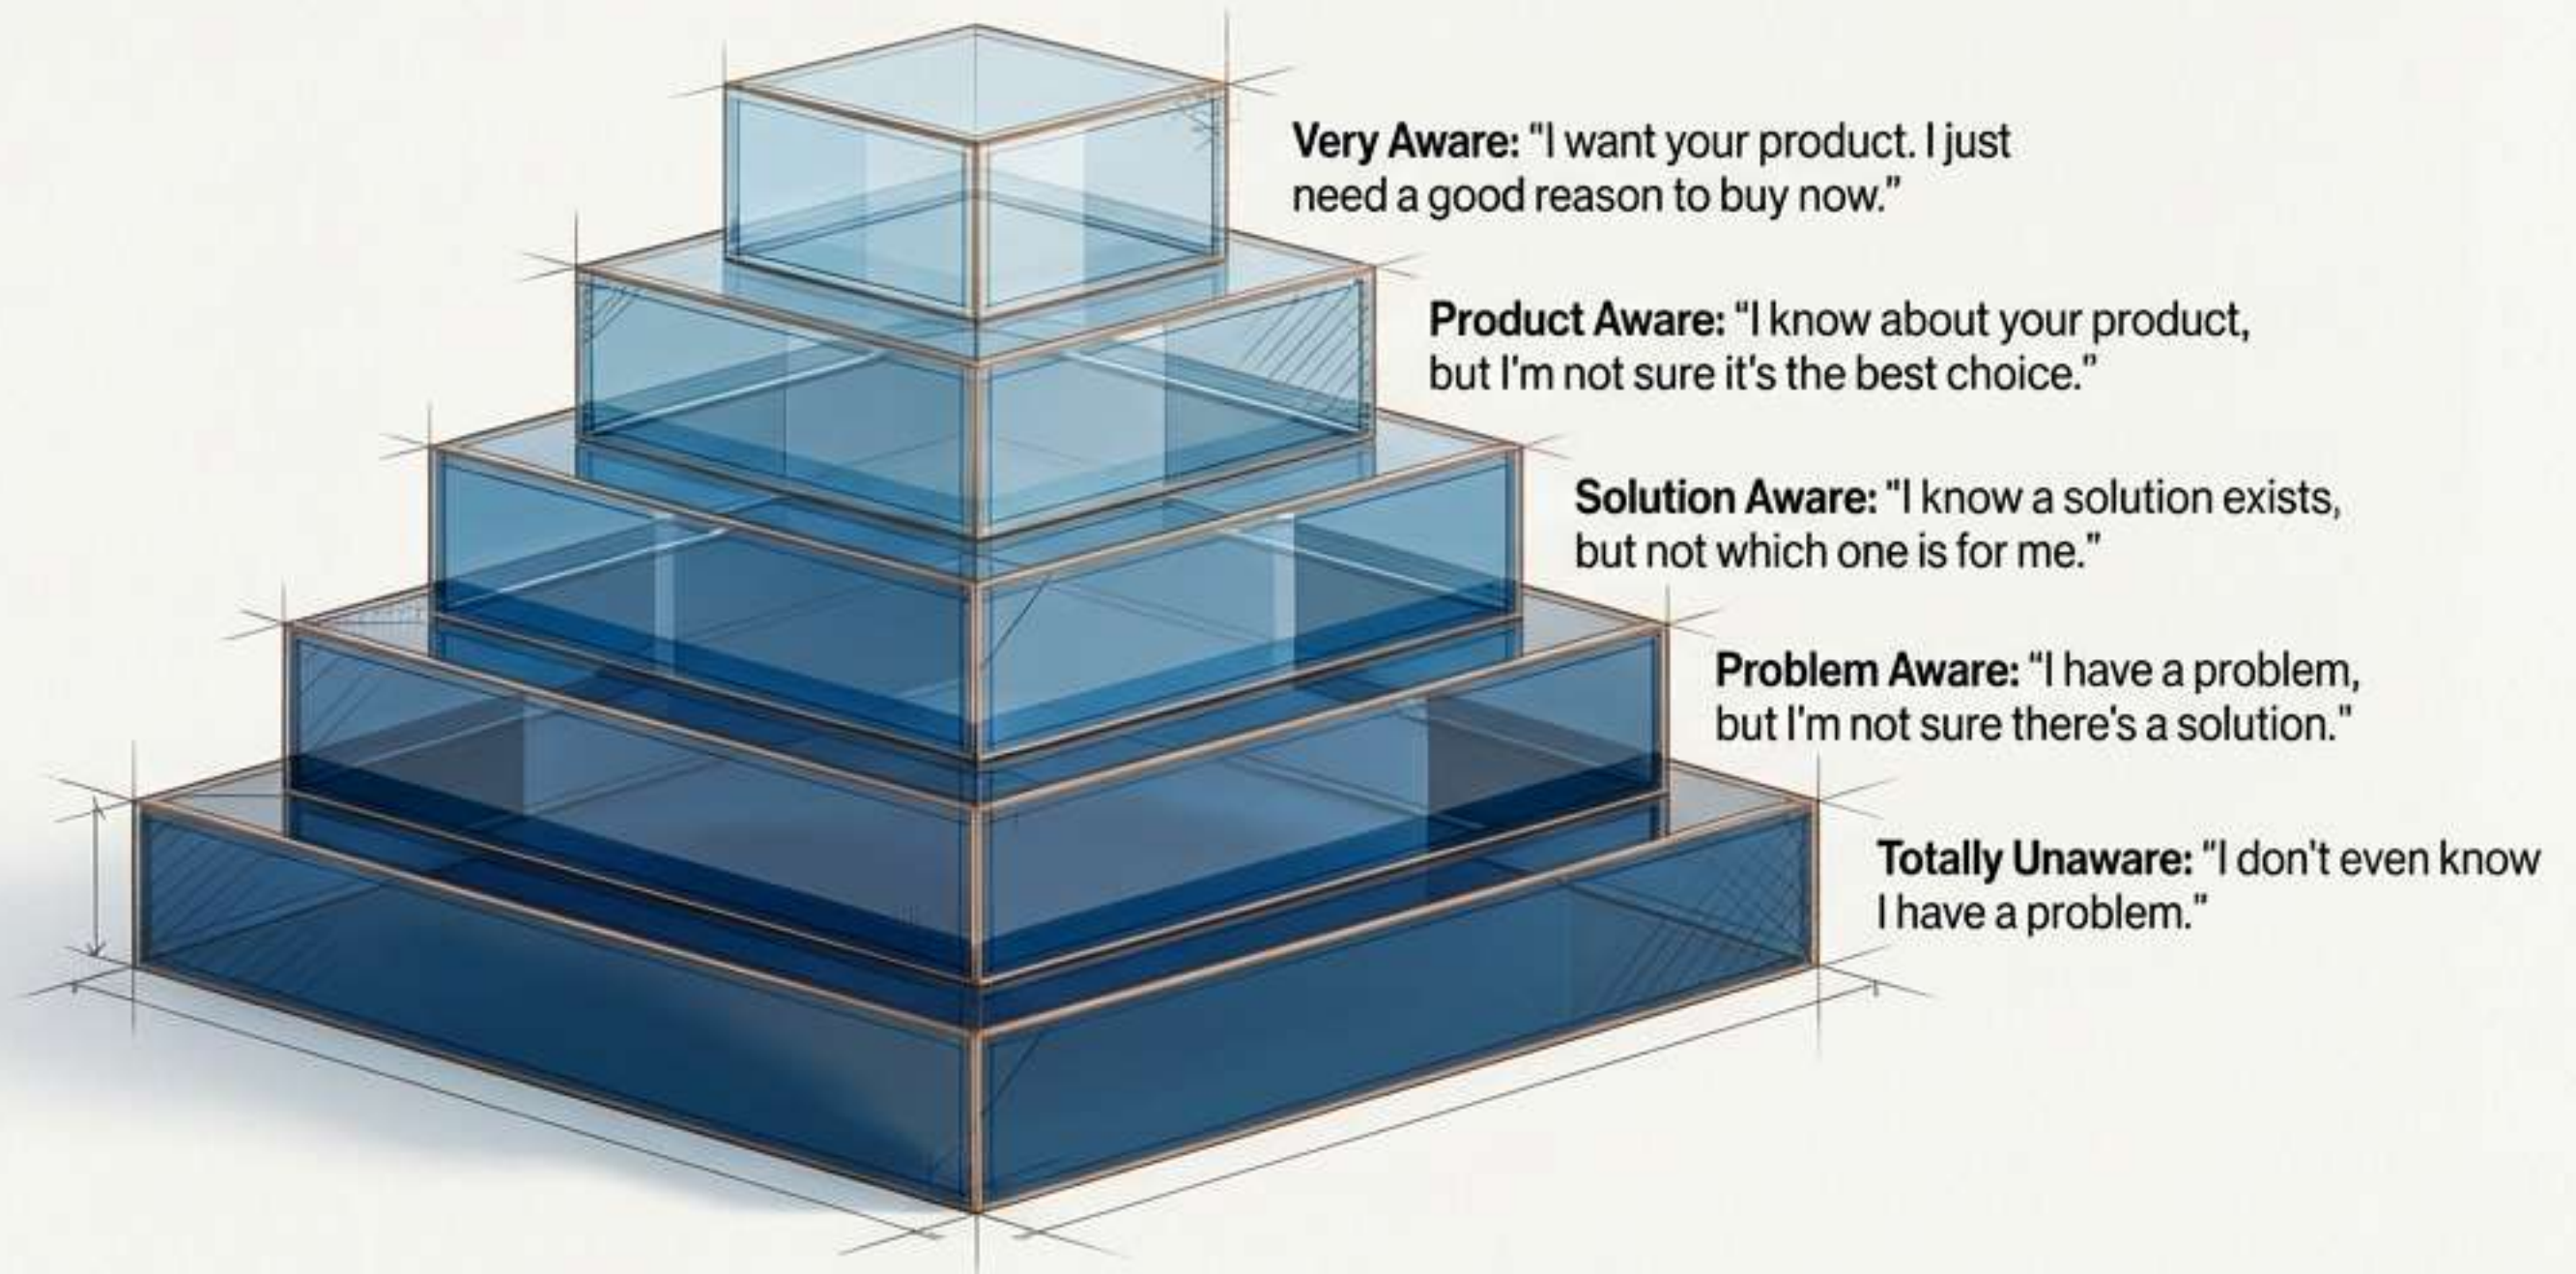 Very Aware: "I want your product. I just
need a good reason to buy now."
Product Aware: "I know about your product,
but I'm not sure it's the best choice."
Solution Aware: "I know a solution exists,
but not which one is for me."
Problem Aware: "I have a problem,
but I'm not sure there's a solution."
Totally Unaware: "I don't even know
I have a problem."